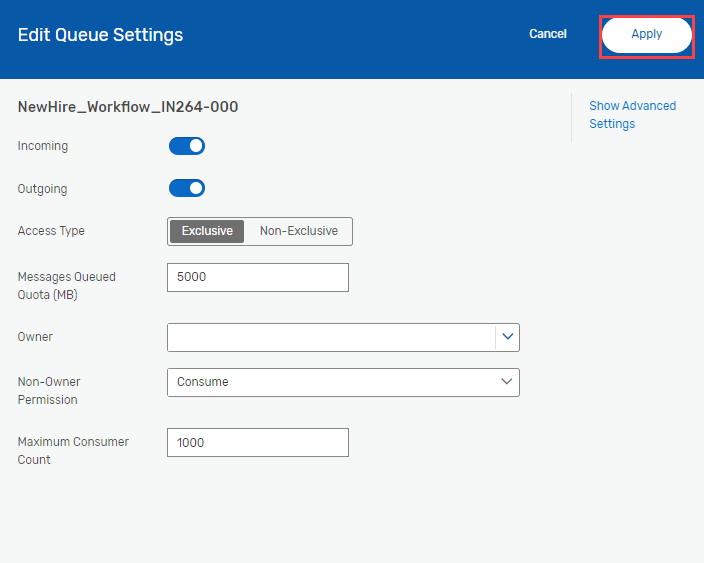 Edit Queue Settings
Cancel
Apply
NewHire_Workflow_IN264-000
Show Advanced
Settings
Incoming
Outgoing
Access Type
Exclusive
Non-Exclusive
Messages Queued
Quota (MB)
5000
Owner
Non-Owner
Permission
Consume
Maximum Consumer
Count
1000